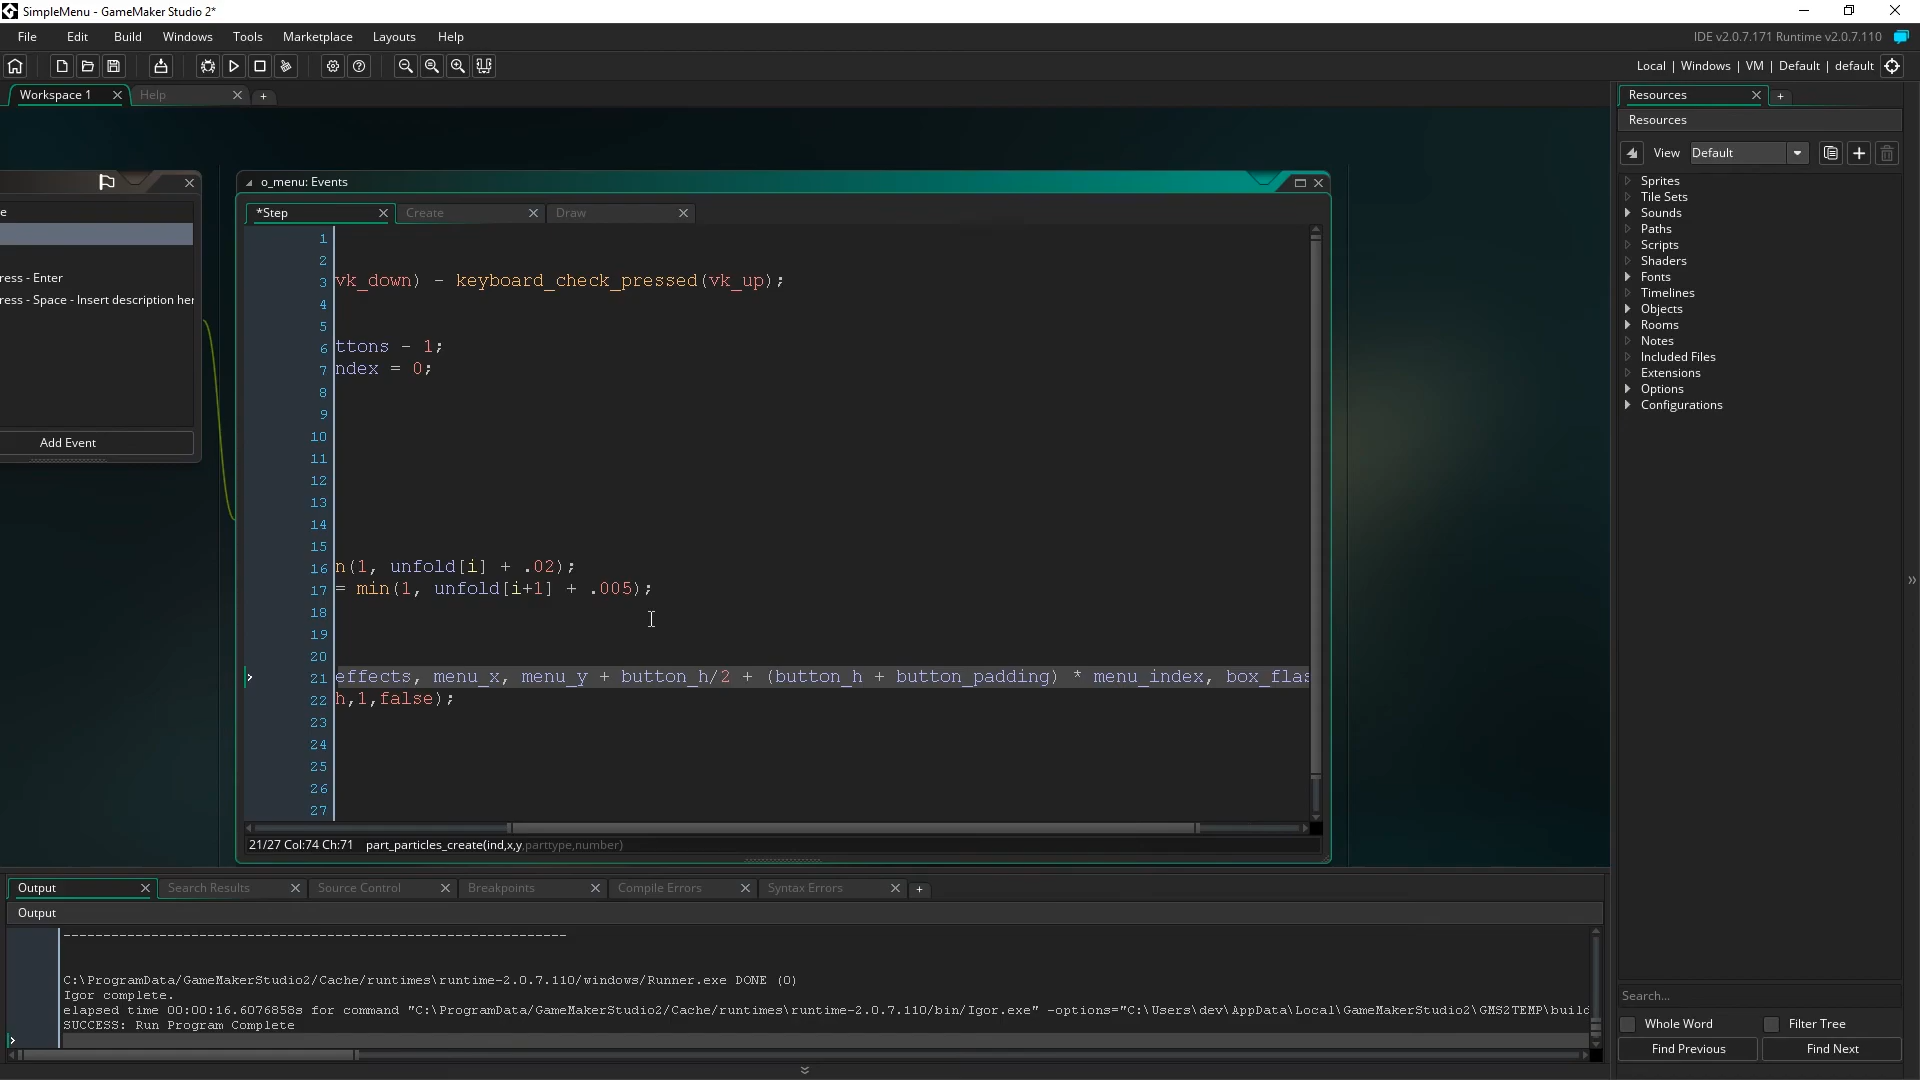 SimpleMenu - GameMaker Studio 2*
File Edit Build Windows Tools Marketplace Layouts Help
IDE v2.0.7.171 Runtime v2.0.7.110
Local | Windows | VM | Default | default
Workspace 1
Help
Resources
Resources
View Default
Sprites
Tile Sets
Sounds
Paths
Scripts
Shaders
Fonts
Timelines
Objects
Rooms
Notes
Included Files
Extensions
Options
Configurations
Search...
Whole Word
Filter Tree
Find Previous
Find Next
e
ress - Enter
ress - Space - Insert description her
Add Event
o_menu: Events
*Step
Create
Draw
1
2
3 vk_down) - keyboard_check_pressed(vk_up);
4
5
6 ttons - 1;
7 ndex = 0;
8
9
10
11
12
13
14
15
16 n(1, unfold[i] + .02);
17 = min(1, unfold[i+1] + .005);
18
19
20
21 effects, menu_x, menu_y + button_h/2 + (button_h + button_padding) * menu_index, box_flas
22 h,1,false);
23
24
25
26
27
21/27 Col:74 Ch:71 part_particles_create(ind,x,y,parttype,number)
Output
Search Results
Source Control
Breakpoints
Compile Errors
Syntax Errors
Output
----------------------------------------------------------------
C:\ProgramData/GameMakerStudio2/Cache/runtimes\runtime-2.0.7.110/windows/Runner.exe DONE (0)
Igor complete.
elapsed time 00:00:16.6076858s for command "C:\ProgramData/GameMakerStudio2/Cache/runtimes\runtime-2.0.7.110/bin/Igor.exe" -options="C:\Users\dev\AppData\Local\GameMakerStudio2\GMS2TEMP\build
SUCCESS: Run Program Complete